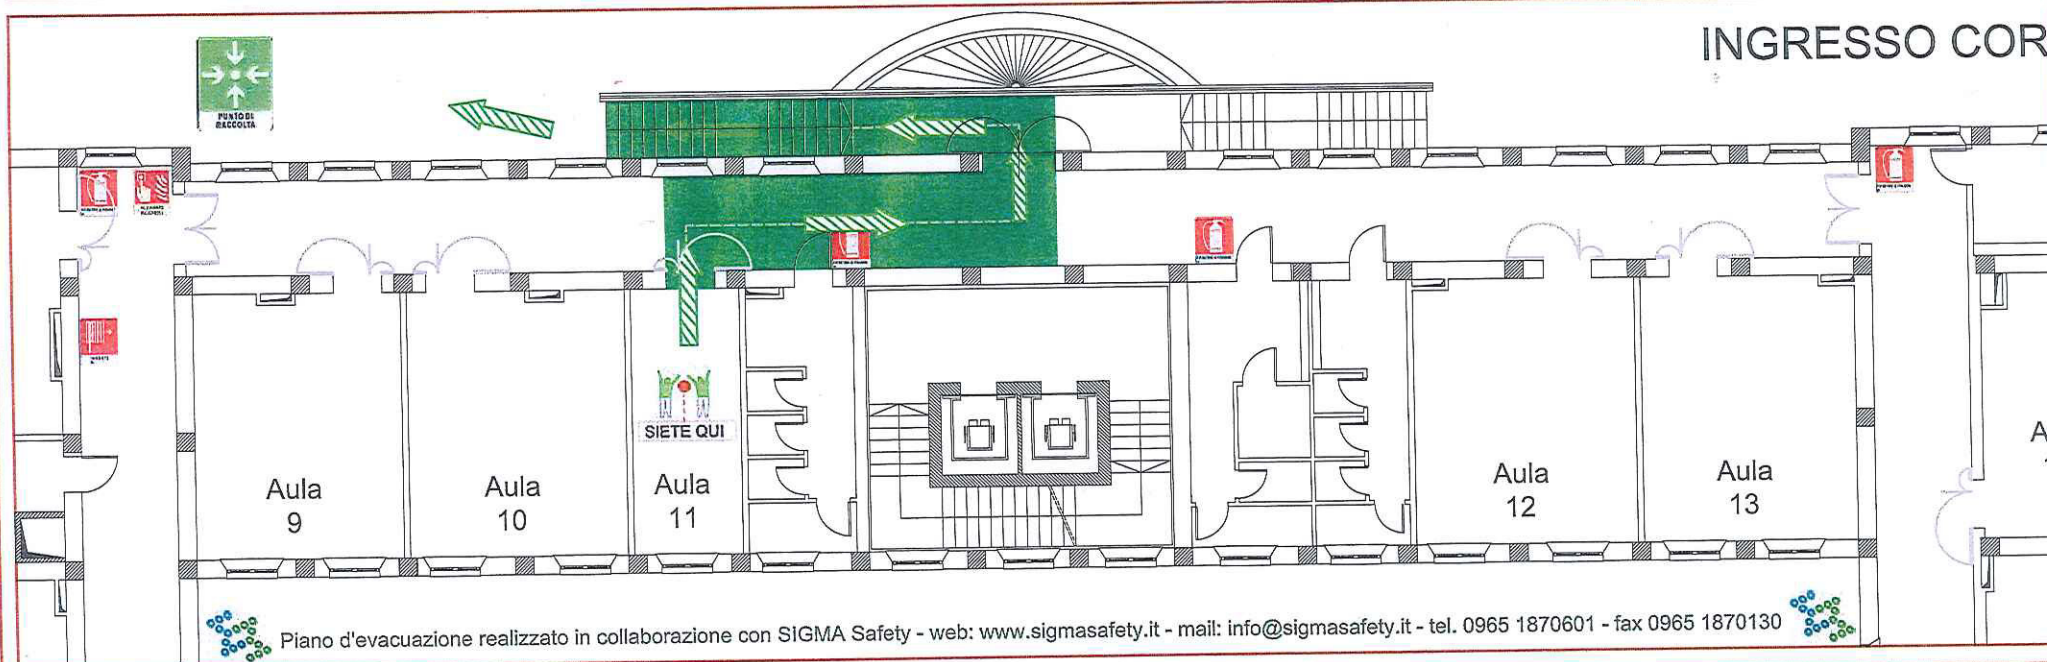 INGRESSO COR
PUNTO DI
RACCOLTA
SIETE QUI
Aula
9
Aula
10
Aula
11
Aula
12
Aula
13
A
Piano d'evacuazione realizzato in collaborazione con SIGMA Safety - web: www.sigmasafety.it - mail: info@sigmasafety.it - tel. 0965 1870601 - fax 0965 1870130